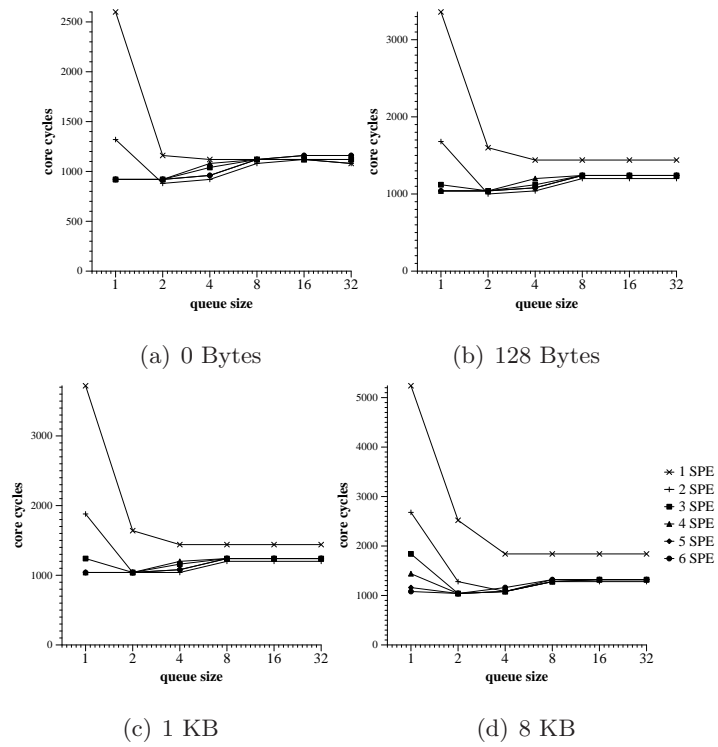 2500
2000
1500
1000
500
0
core cycles
1 2 4 8 16 32
queue size
(a) 0 Bytes
3000
2000
1000
0
core cycles
1 2 4 8 16 32
queue size
(b) 128 Bytes
3000
2000
1000
0
core cycles
1 2 4 8 16 32
queue size
(c) 1 KB
5000
4000
3000
2000
1000
0
core cycles
1 2 4 8 16 32
queue size
(d) 8 KB
1 SPE
2 SPE
3 SPE
4 SPE
5 SPE
6 SPE